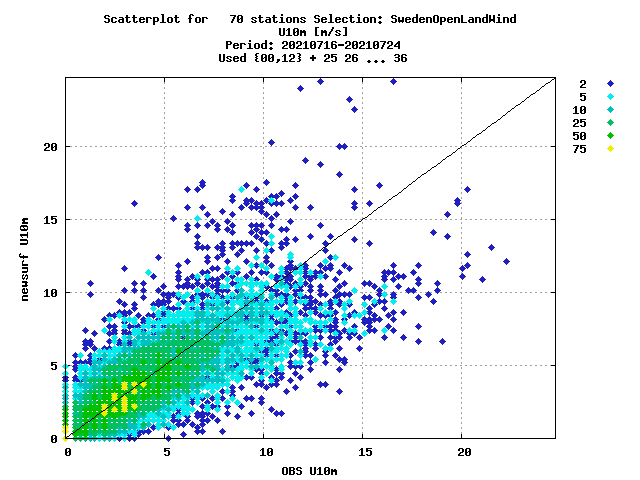 Scatterplot for   70 stations Selection: SwedenOpenLandWind
U10m [m/s]
Period: 20210716-20210724
Used {00,12} + 25 26 ... 36
2
5
10
25
50
75
newsurf U10m
20
15
10
5
0
0 5 10 15 20
OBS U10m